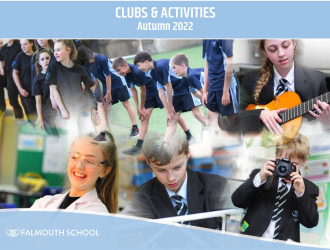 CLUBS & ACTIVITIES
Autumn 2022
FALMOUTH SCHOOL